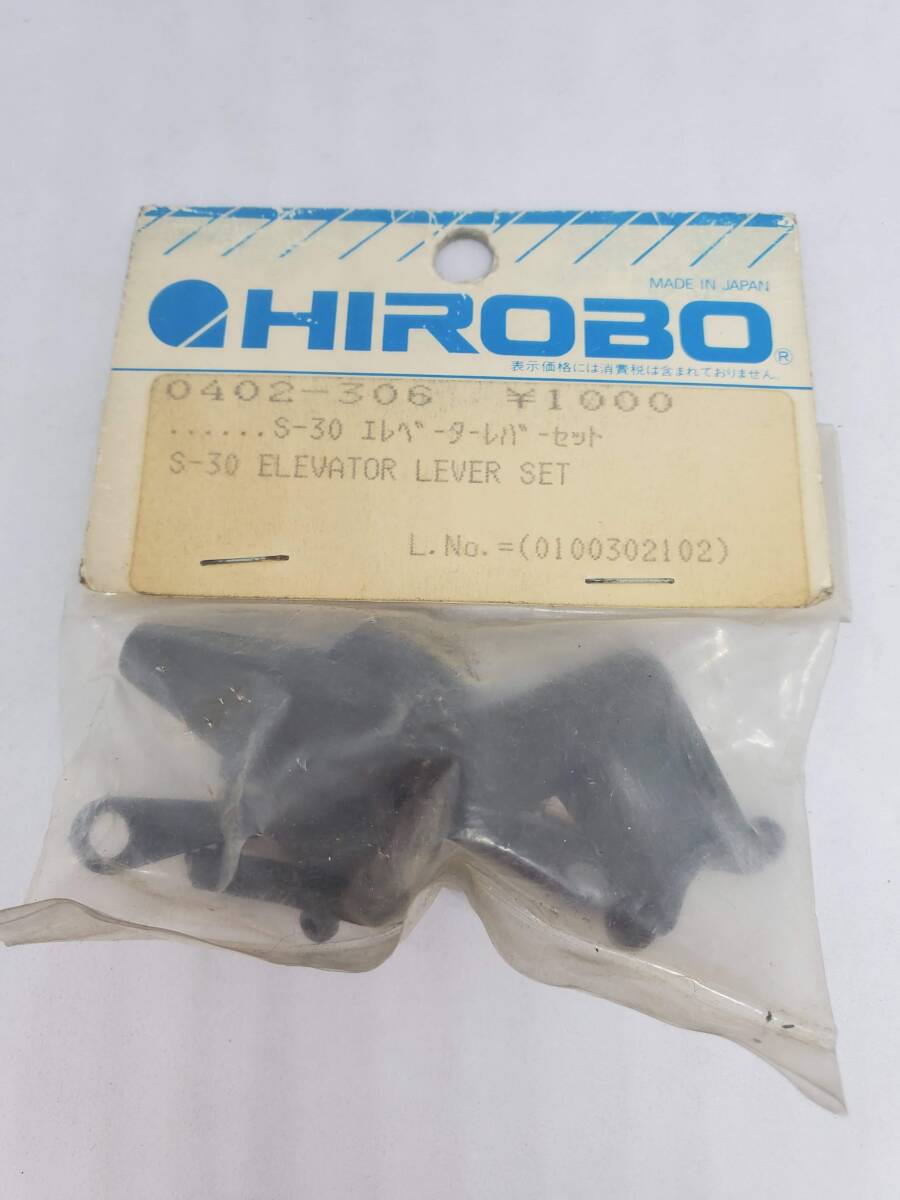 MADE IN JAPAN
HIROBO®
表示価格には消費税は含まれておりません。
0402-306 ¥1000
......S-30 ｴﾚﾍﾞｰﾀｰﾚﾊﾞｰｾｯﾄ
S-30 ELEVATOR LEVER SET
L.No.=(0100302102)